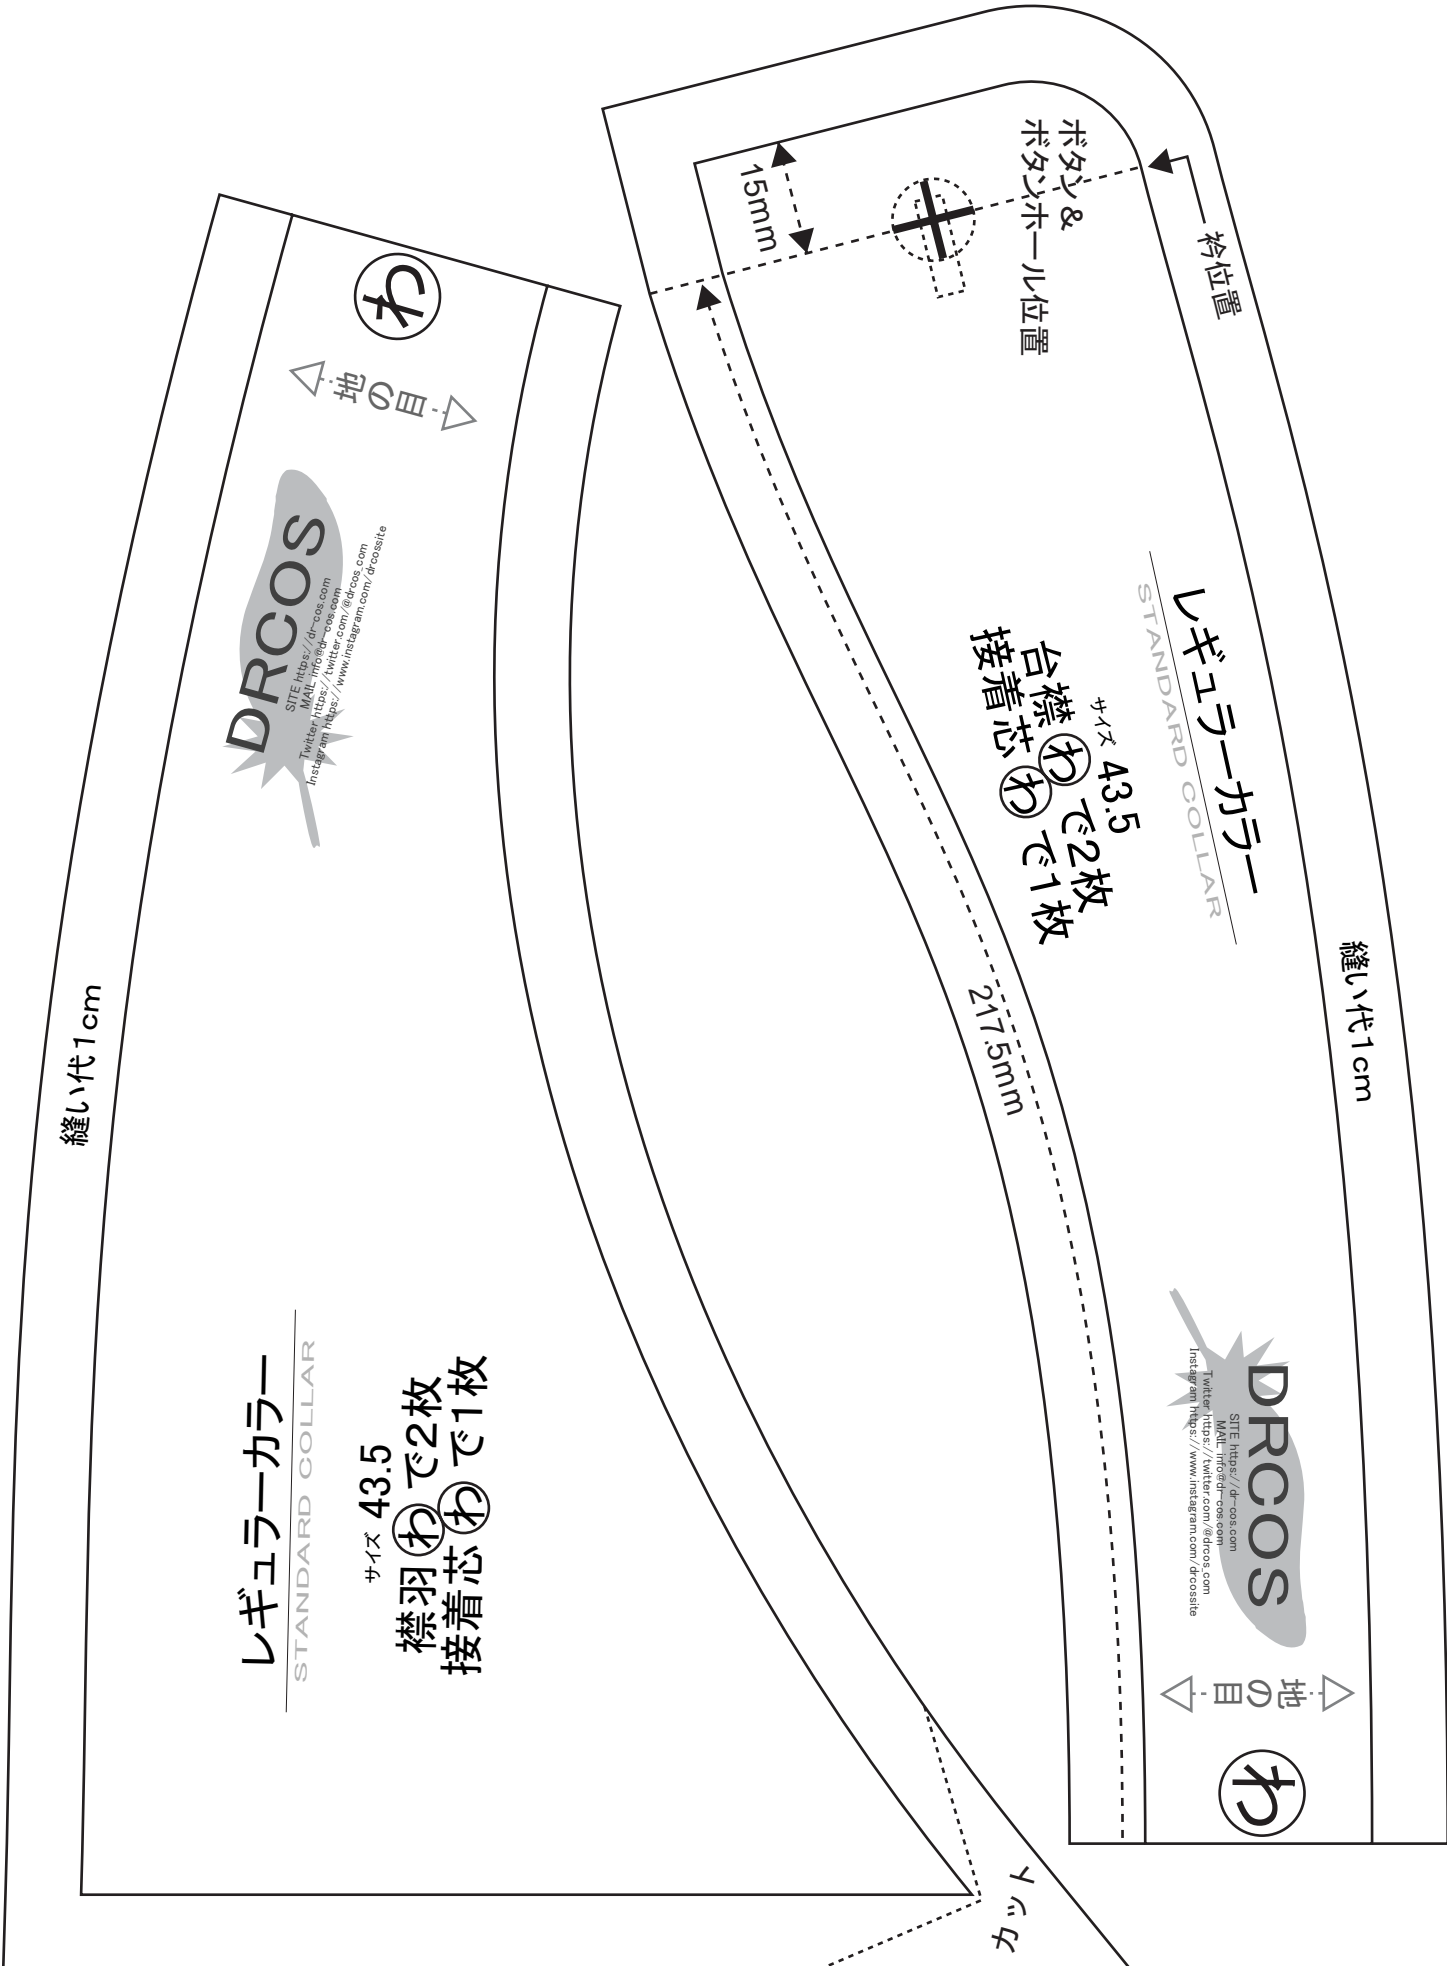 わ
地の目
DRCOS
SITE https://dr-cos.com
MAIL info@dr-cos.com
Twitter https://twitter.com/@drcos_com
Instagram https://www.instagram.com/drcossite
縫い代1cm
レギュラーカラー
STANDARD COLLAR
サイズ 43.5
襟羽わで2枚
接着芯わで1枚
カット
ボタン&
ボタンホール位置
15mm
衿位置
レギュラーカラー
STANDARD COLLAR
サイズ 43.5
台襟わで2枚
接着芯わで1枚
217.5mm
縫い代1cm
DRCOS
SITE https://dr-cos.com
MAIL info@dr-cos.com
Twitter https://twitter.com/@drcos_com
Instagram https://www.instagram.com/drcossite
地の目
わ